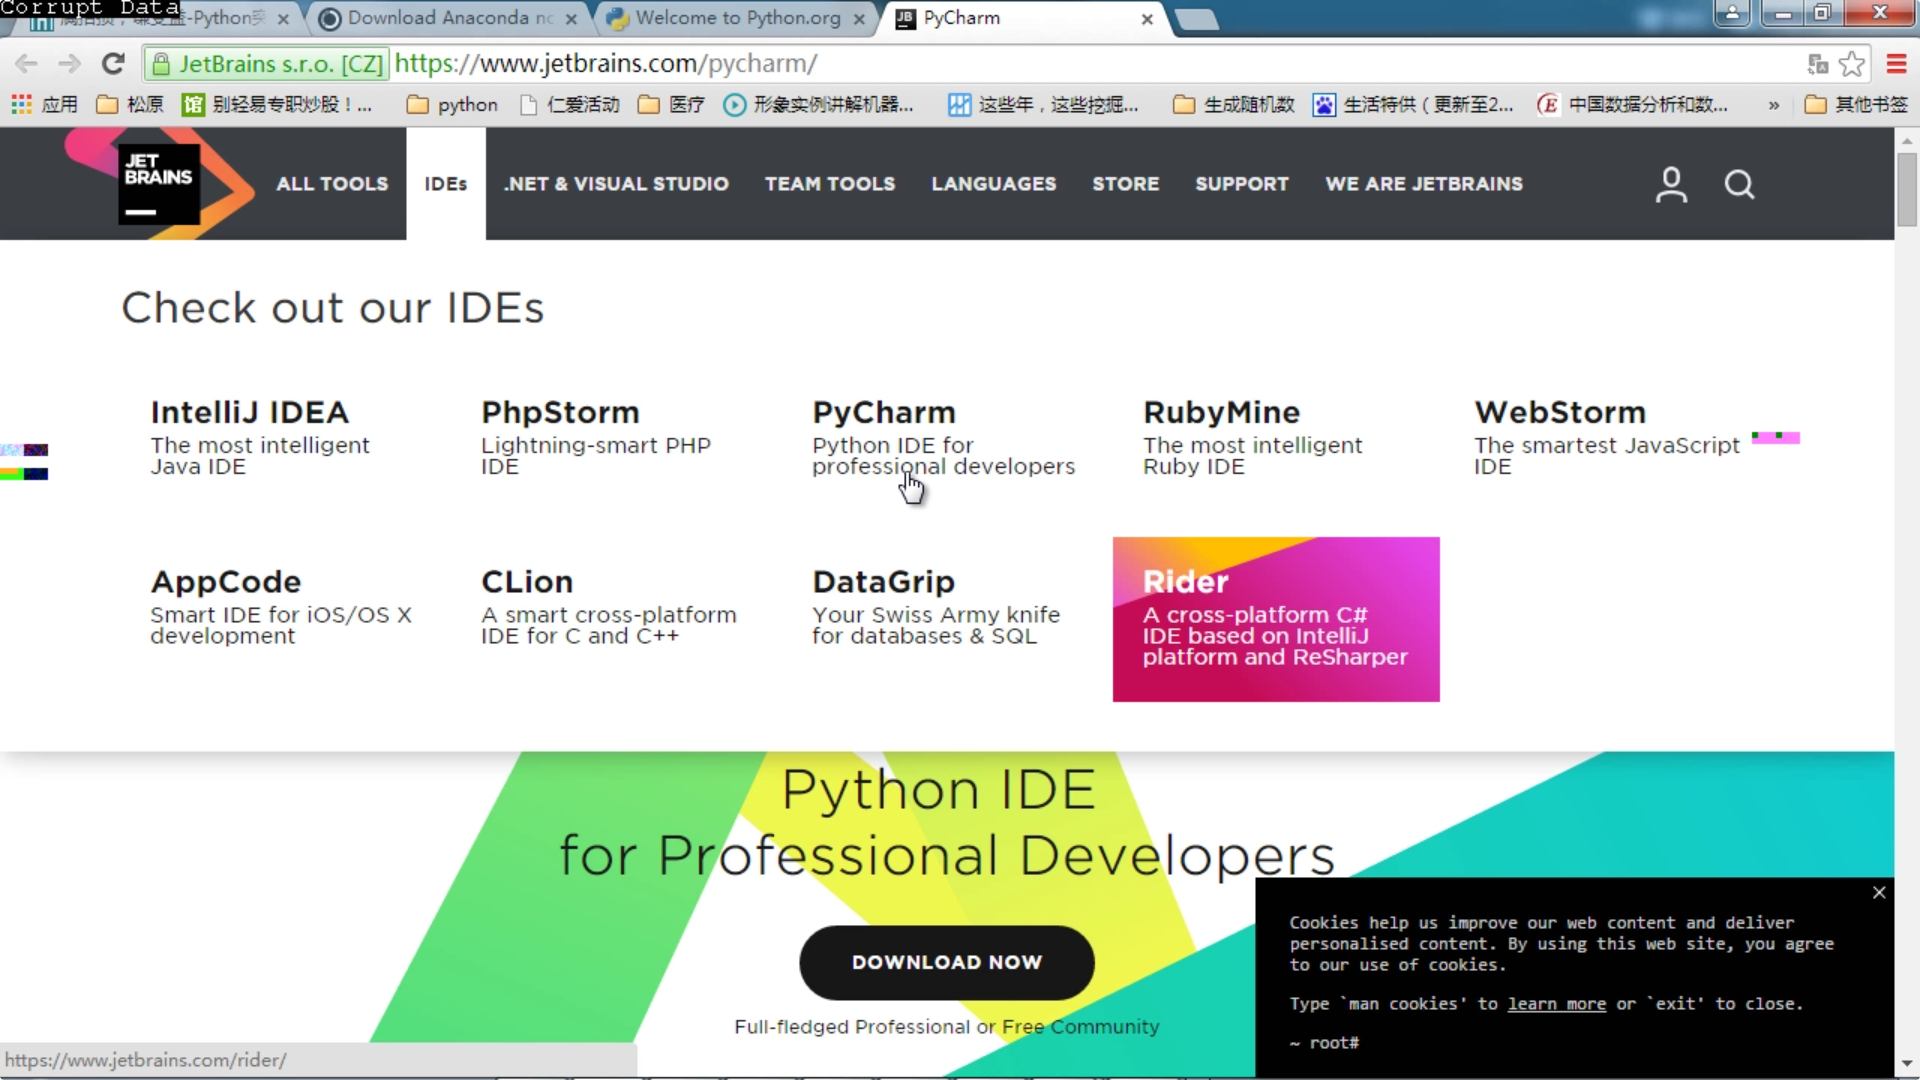 Corrupt Data
-Python突
Download Anaconda nc
Welcome to Python.org
JB
PyCharm
JetBrains s.r.o. [CZ]
https://www.jetbrains.com/pycharm/
应用
松原
馆
别轻易专职炒股！...
python
仁爱活动
医疗
形象实例讲解机器...
这些年，这些挖掘...
生成随机数
生活特供（更新至2...
中国数据分析和数...
»
其他书签
JET
BRAINS
ALL TOOLS
IDEs
.NET & VISUAL STUDIO
TEAM TOOLS
LANGUAGES
STORE
SUPPORT
WE ARE JETBRAINS
Check out our IDEs
IntelliJ IDEA
The most intelligent
Java IDE
PhpStorm
Lightning-smart PHP
IDE
PyCharm
Python IDE for
professional developers
RubyMine
The most intelligent
Ruby IDE
WebStorm
The smartest JavaScript
IDE
AppCode
Smart IDE for iOS/OS X
development
CLion
A smart cross-platform
IDE for C and C++
DataGrip
Your Swiss Army knife
for databases & SQL
Rider
A cross-platform C#
IDE based on IntelliJ
platform and ReSharper
Python IDE
for Professional Developers
DOWNLOAD NOW
Full-fledged Professional or Free Community
Cookies help us improve our web content and deliver
personalised content. By using this web site, you agree
to our use of cookies.
Type `man cookies' to learn more or `exit' to close.
~ root#
https://www.jetbrains.com/rider/